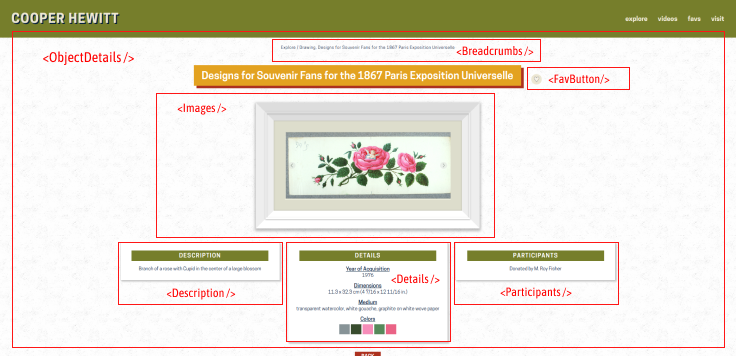 COOPER HEWITT
explore videos favs visit
<ObjectDetails />
Explore / Drawing, Designs for Souvenir Fans for the 1867 Paris Exposition Universelle
<Breadcrumbs />
Designs for Souvenir Fans for the 1867 Paris Exposition Universelle
<FavButton/>
<Images />
DESCRIPTION
Branch of a rose with Cupid in the center of a large blossom
<Description />
DETAILS
Year of Acquisition
1976
<Details />
Dimensions
11.3 x 32.3 cm (4 7/16 x 12 11/16 in.)
Medium
transparent watercolor, white gouache, graphite on white wove paper
Colors
PARTICIPANTS
Donated by M. Roy Fisher
<Participants />
BACK